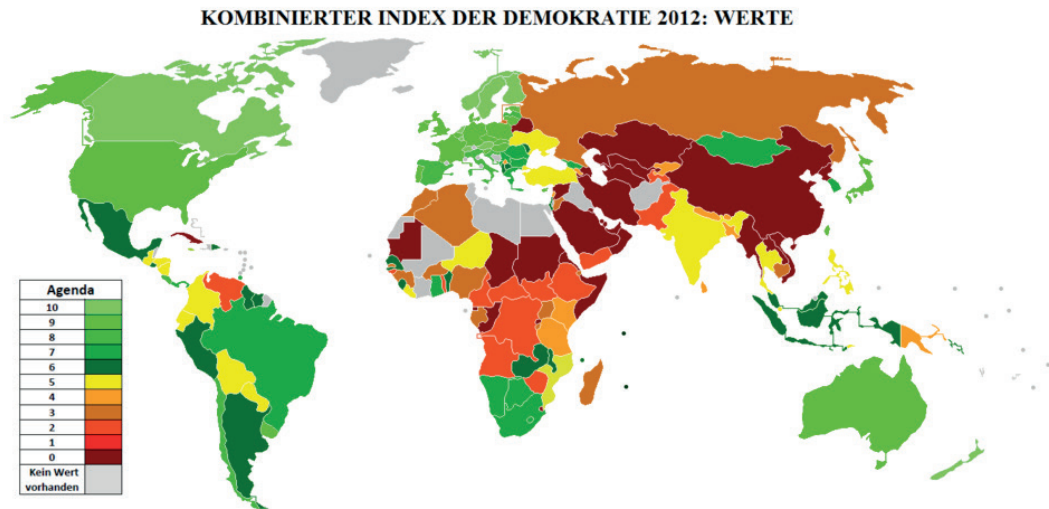 KOMBINIERTER INDEX DER DEMOKRATIE 2012: WERTE
Agenda
10
9
8
7
6
5
4
3
2
1
0
Kein Wert
vorhanden